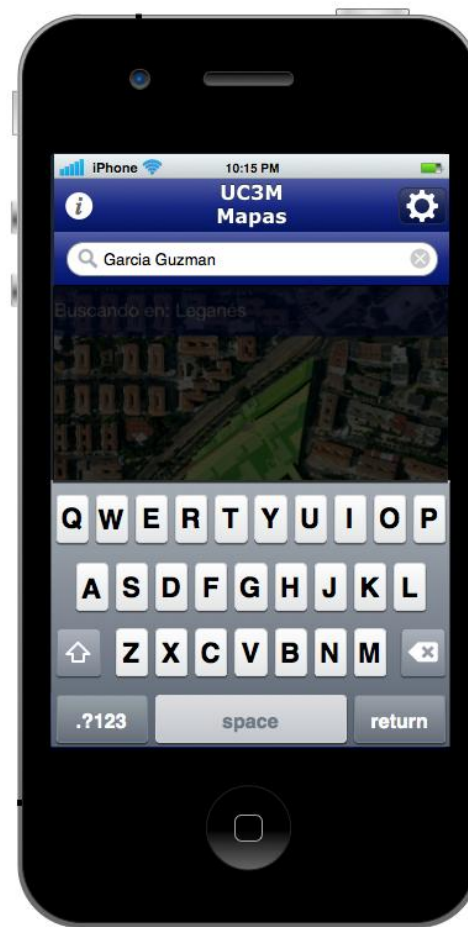 iPhone 10:15 PM
UC3M
Mapas
Garcia Guzman
Buscando en: Leganés
Q W E R T Y U I O P
A S D F G H J K L
Z X C V B N M
.?123 space return